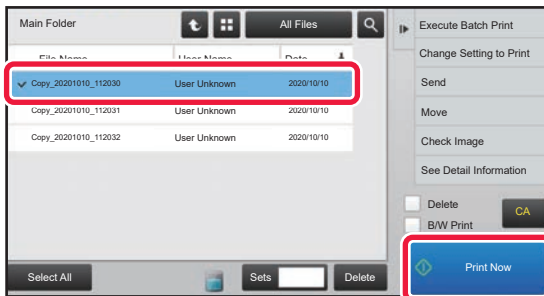 Main Folder
All Files
File Name User Name Date
Copy_20201010_112030 User Unknown 2020/10/10
Copy_20201010_112031 User Unknown 2020/10/10
Copy_20201010_112032 User Unknown 2020/10/10
Select All
Sets
Delete
Execute Batch Print
Change Setting to Print
Send
Move
Check Image
See Detail Information
Delete
B/W Print
CA
Print Now